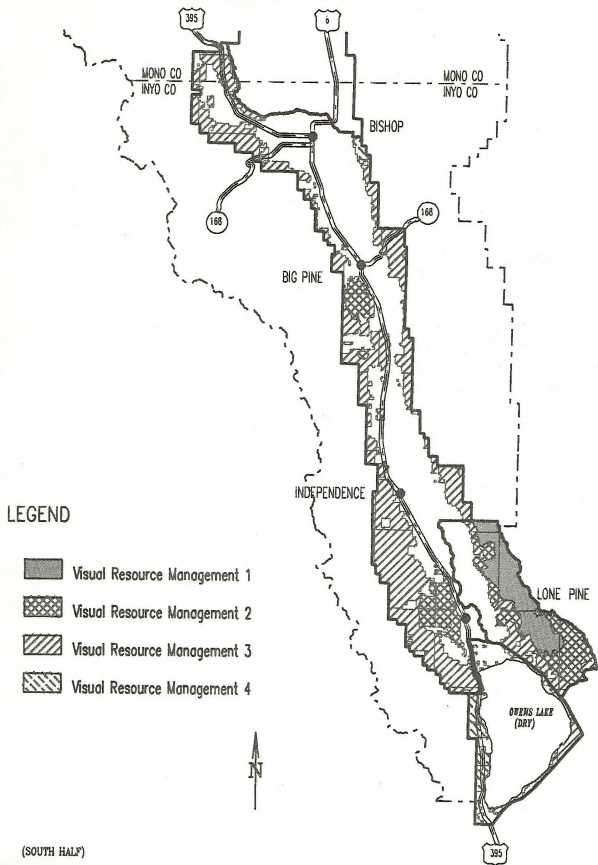 395
6
MONO CO
INYO CO
MONO CO
INYO CO
BISHOP
168
168
BIG PINE
INDEPENDENCE
LEGEND
Visual Resource Management 1
Visual Resource Management 2
Visual Resource Management 3
Visual Resource Management 4
LONE PINE
OWENS LAKE
(DRY)
N
(SOUTH HALF)
395